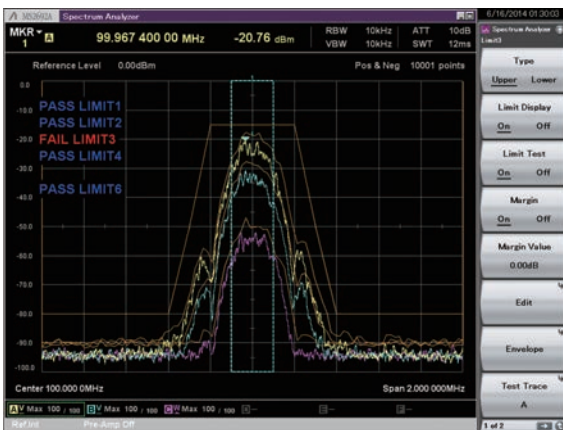 MS2692A Spectrum Analyzer
6/16/2014 01:30:03
MKR 1 A 99.967 400 00 MHz -20.76 dBm
RBW 10kHz ATT 10dB
VBW 10kHz SWT 12ms
Reference Level 0.00dBm Pos & Neg 10001 points
0.0
-10.0
-20.0
-30.0
-40.0
-50.0
-60.0
-70.0
-80.0
-90.0
-100.0
PASS LIMIT1
PASS LIMIT2
FAIL LIMIT3
PASS LIMIT4
PASS LIMIT6
Center 100.000 0MHz Span 2.000 000MHz
A V Max 100 / 100 B V Max 100 / 100 C W Max 100 / 100
Ref.Int Pre-Amp Off
Spectrum Analyzer
Limit3
Type
Upper Lower
Limit Display
On Off
Limit Test
On Off
Margin
On Off
Margin Value
0.00dB
Edit
Envelope
Test Trace
A
1 of 2